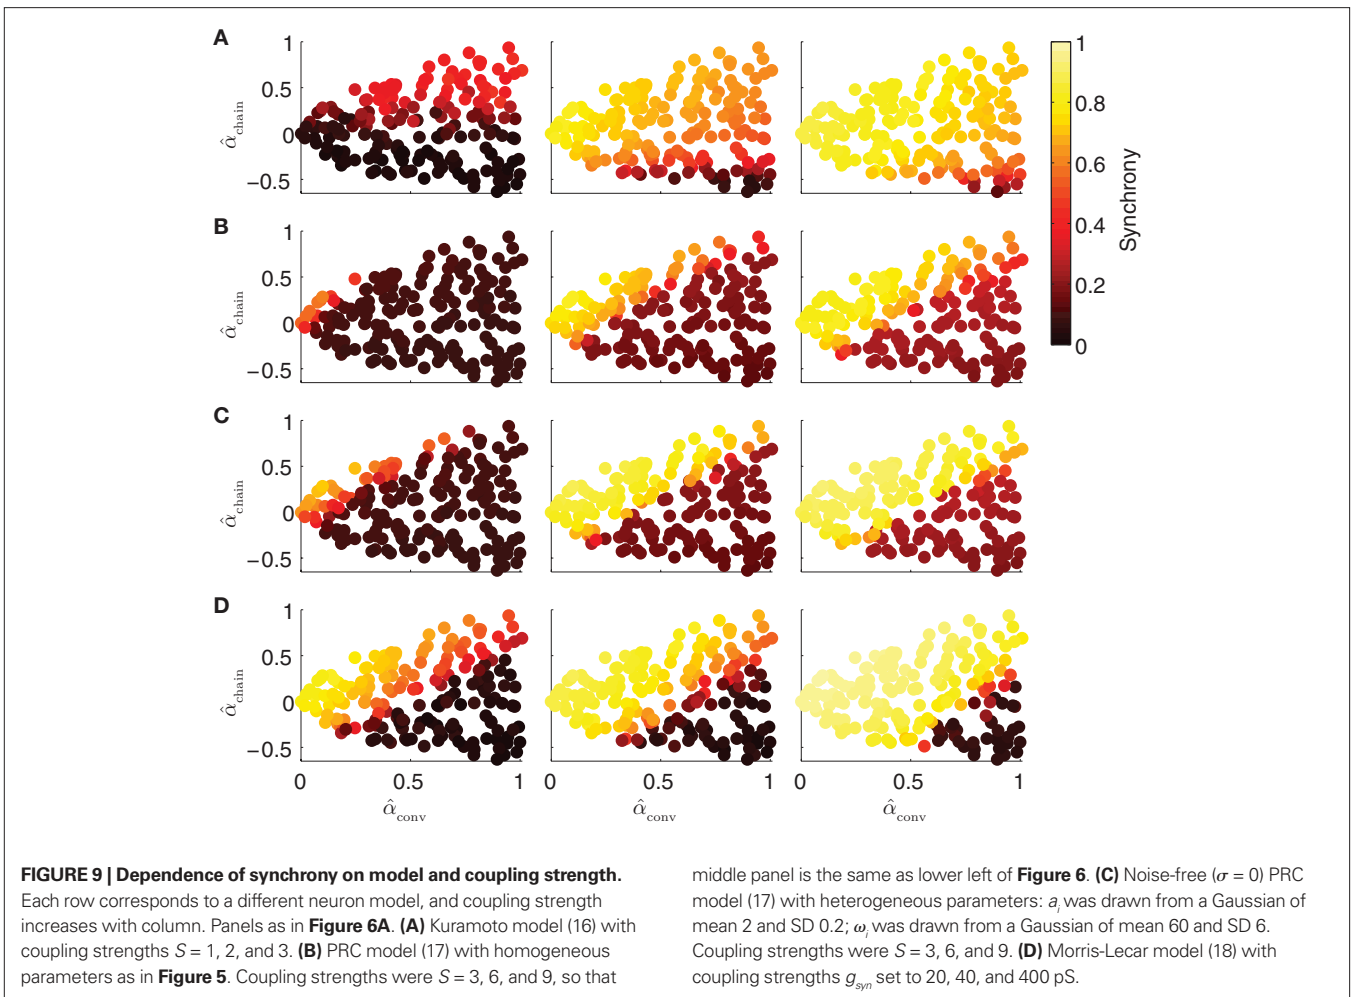 A
1
0.5
0
−0.5
α̂chain
B
1
0.5
0
−0.5
α̂chain
C
1
0.5
0
−0.5
α̂chain
D
1
0.5
0
−0.5
α̂chain
0 0.5 1
0 0.5 1
0 0.5 1
α̂conv
α̂conv
α̂conv
1
0.8
0.6
0.4
0.2
0
Synchrony
FIGURE 9 | Dependence of synchrony on model and coupling strength.
Each row corresponds to a different neuron model, and coupling strength
increases with column. Panels as in Figure 6A. (A) Kuramoto model (16) with
coupling strengths S = 1, 2, and 3. (B) PRC model (17) with homogeneous
parameters as in Figure 5. Coupling strengths were S = 3, 6, and 9, so that
middle panel is the same as lower left of Figure 6. (C) Noise-free (σ = 0) PRC
model (17) with heterogeneous parameters: ai was drawn from a Gaussian of
mean 2 and SD 0.2; ωi was drawn from a Gaussian of mean 60 and SD 6.
Coupling strengths were S = 3, 6, and 9. (D) Morris-Lecar model (18) with
coupling strengths gsyn set to 20, 40, and 400 pS.